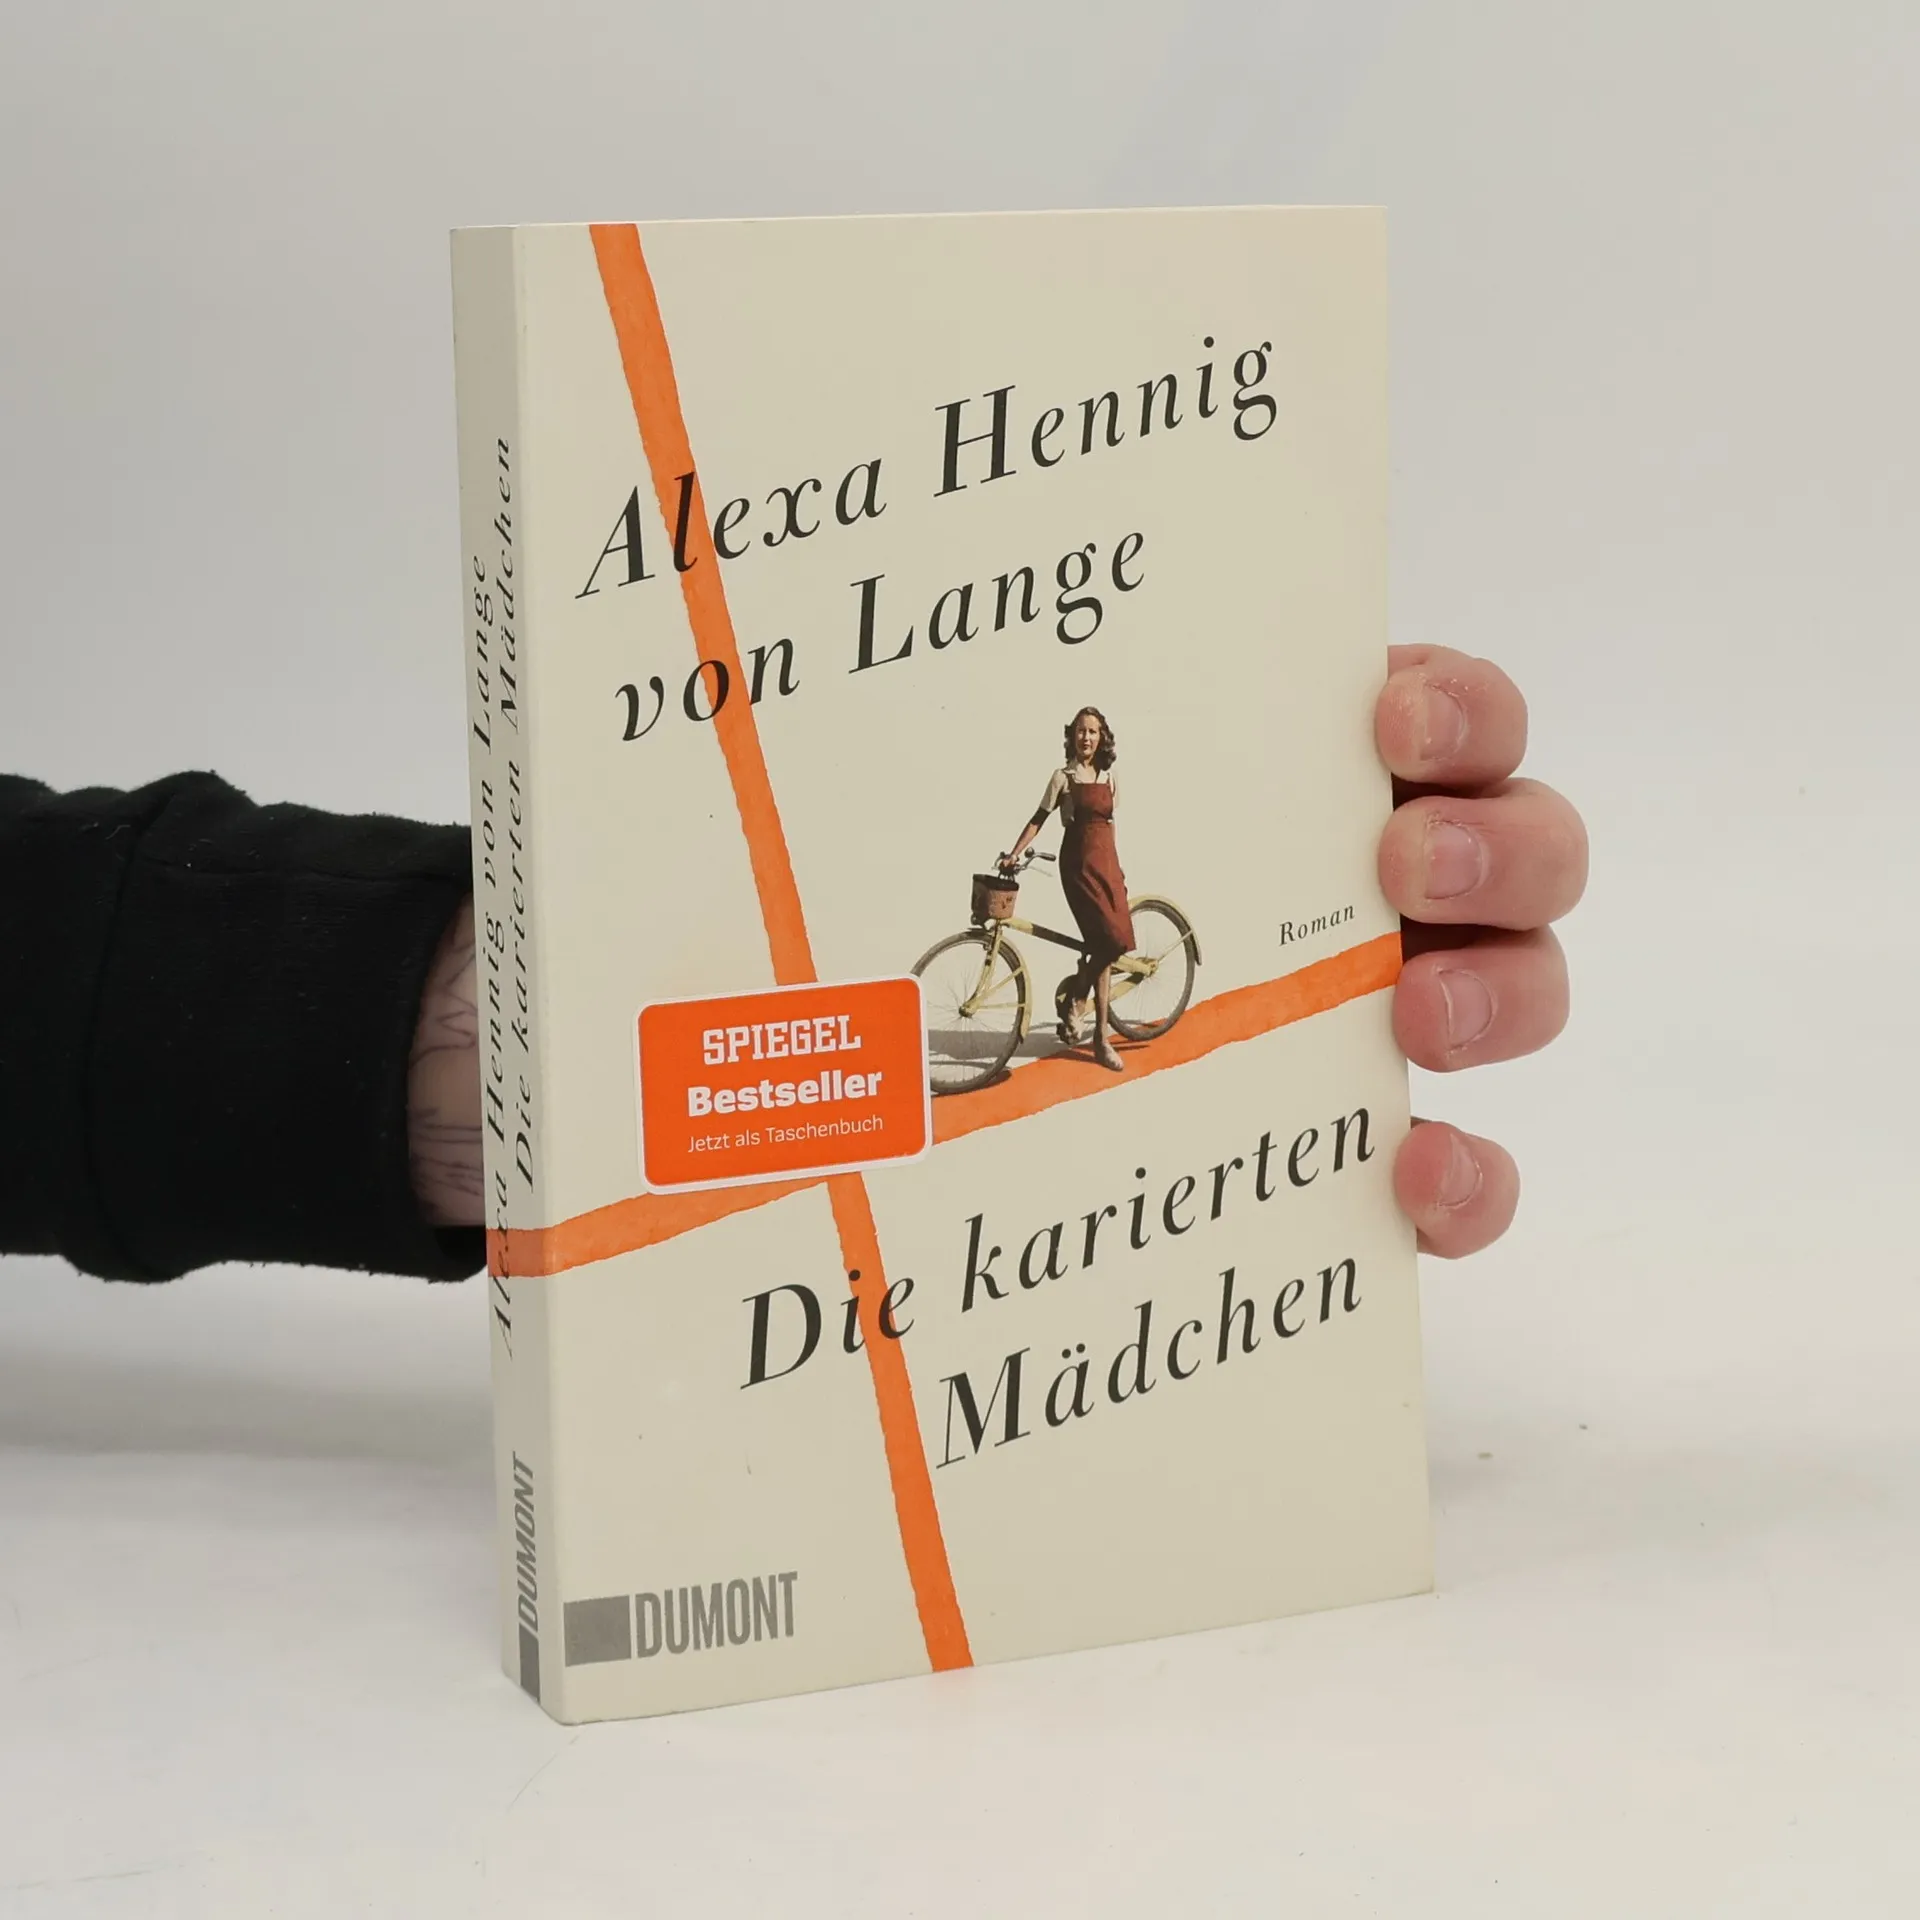 Alexa Hennig
von Lange
Roman
SPIEGEL
Bestseller
Jetzt als Taschenbuch
Die karierten
Mädchen
DUMONT
Alexa Hennig von Lange
Die karierten Mädchen
DUMONT